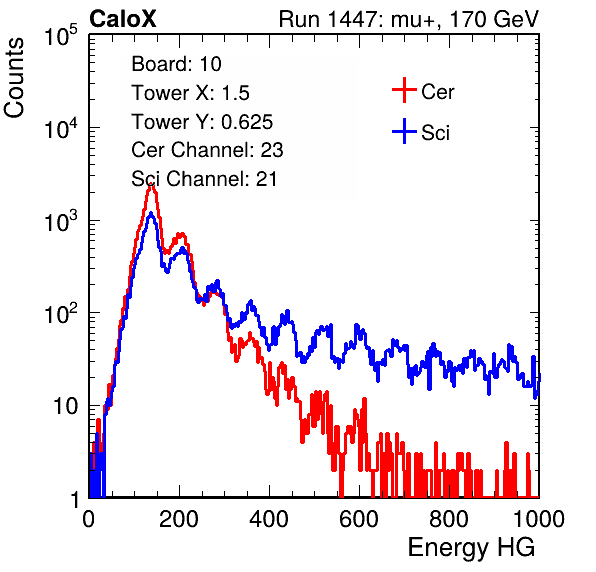 CaloX Run 1447: mu+, 170 GeV
Counts
Board: 10
Tower X: 1.5
Tower Y: 0.625
Cer Channel: 23
Sci Channel: 21
Cer
Sci
10^5
10^4
10^3
10^2
10
1
0 200 400 600 800 1000
Energy HG